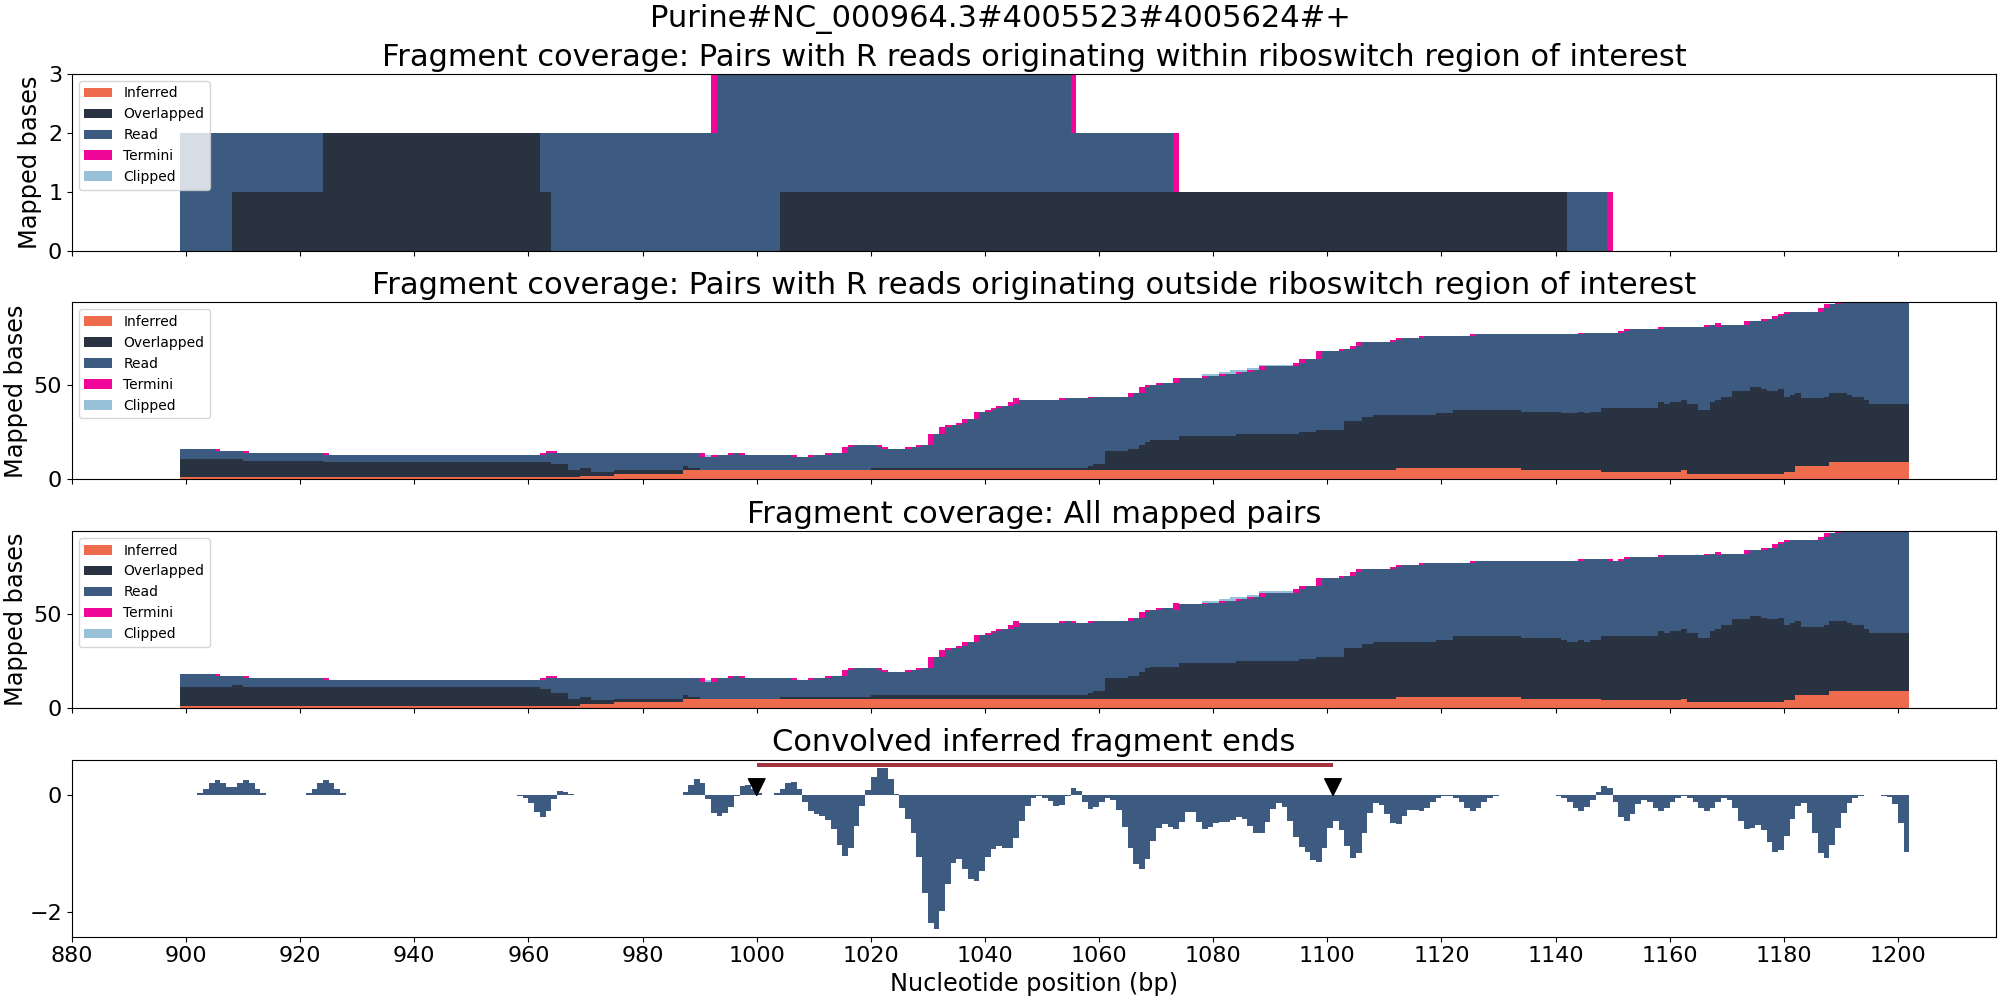 Purine#NC_000964.3#4005523#4005624#+
Fragment coverage: Pairs with R reads originating within riboswitch region of interest
Mapped bases
3
2
1
0
Inferred
Overlapped
Read
Termini
Clipped
Fragment coverage: Pairs with R reads originating outside riboswitch region of interest
Mapped bases
50
0
Inferred
Overlapped
Read
Termini
Clipped
Fragment coverage: All mapped pairs
Mapped bases
50
0
Inferred
Overlapped
Read
Termini
Clipped
Convolved inferred fragment ends
0
−2
880 900 920 940 960 980 1000 1020 1040 1060 1080 1100 1120 1140 1160 1180 1200
Nucleotide position (bp)